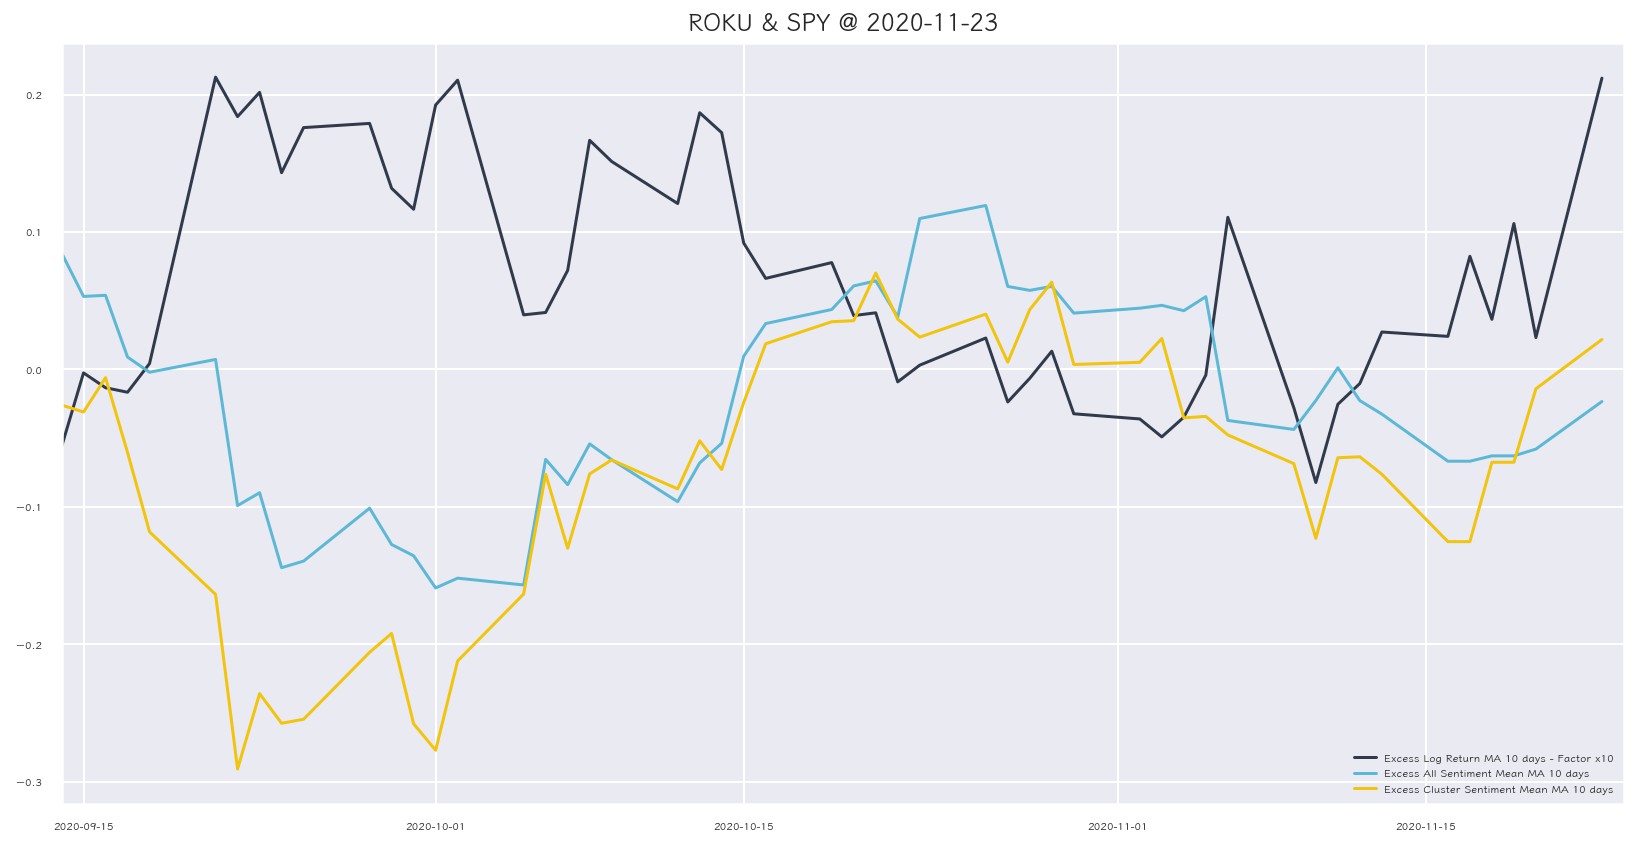 ROKU & SPY @ 2020-11-23
0.2
0.1
0.0
−0.1
−0.2
−0.3
Excess Log Return MA 10 days - Factor x10
Excess All Sentiment Mean MA 10 days
Excess Cluster Sentiment Mean MA 10 days
2020-09-15 2020-10-01 2020-10-15 2020-11-01 2020-11-15